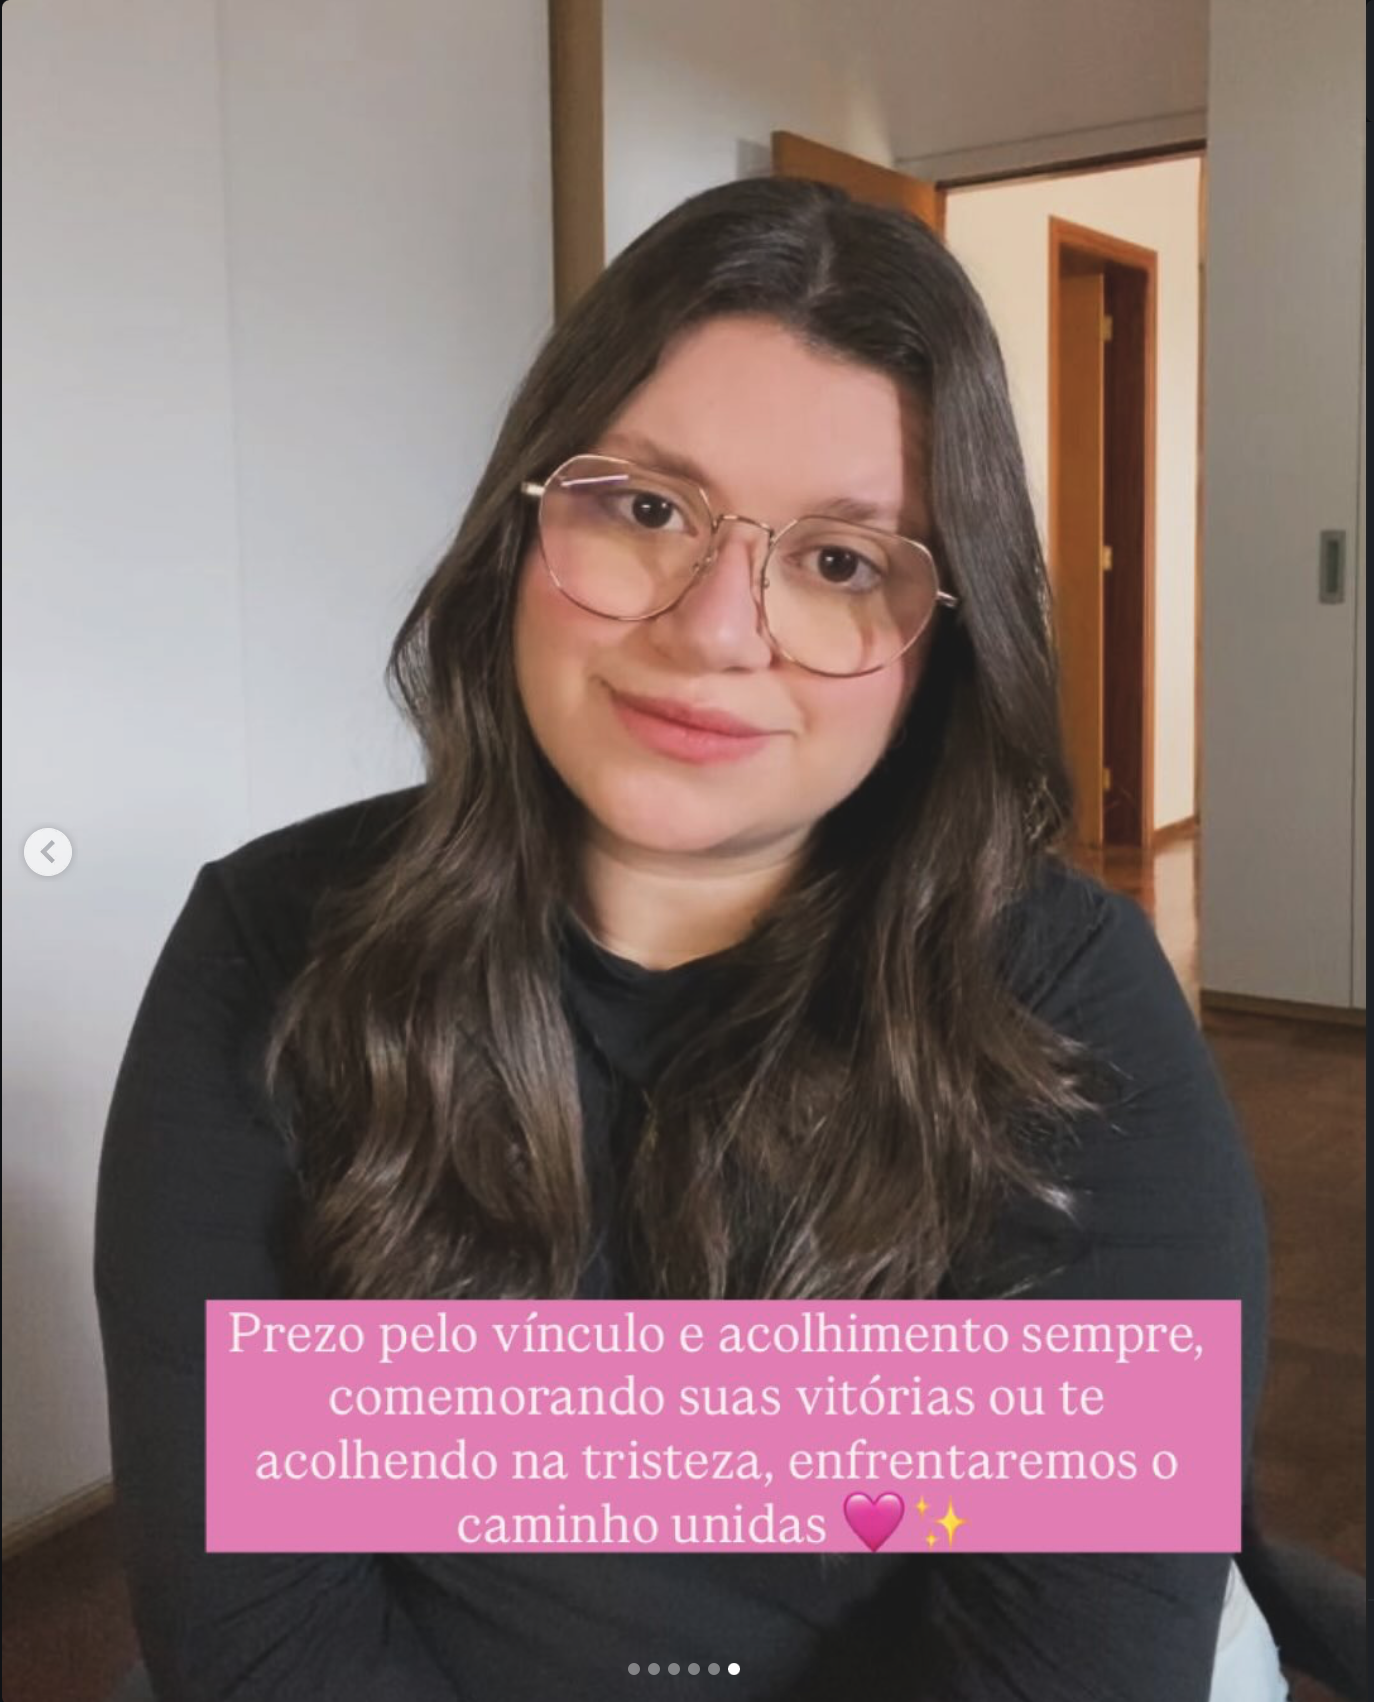 Prezo pelo vínculo e acolhimento sempre,
comemorando suas vitórias ou te
acolhendo na tristeza, enfrentaremos o
caminho unidas 💗✨